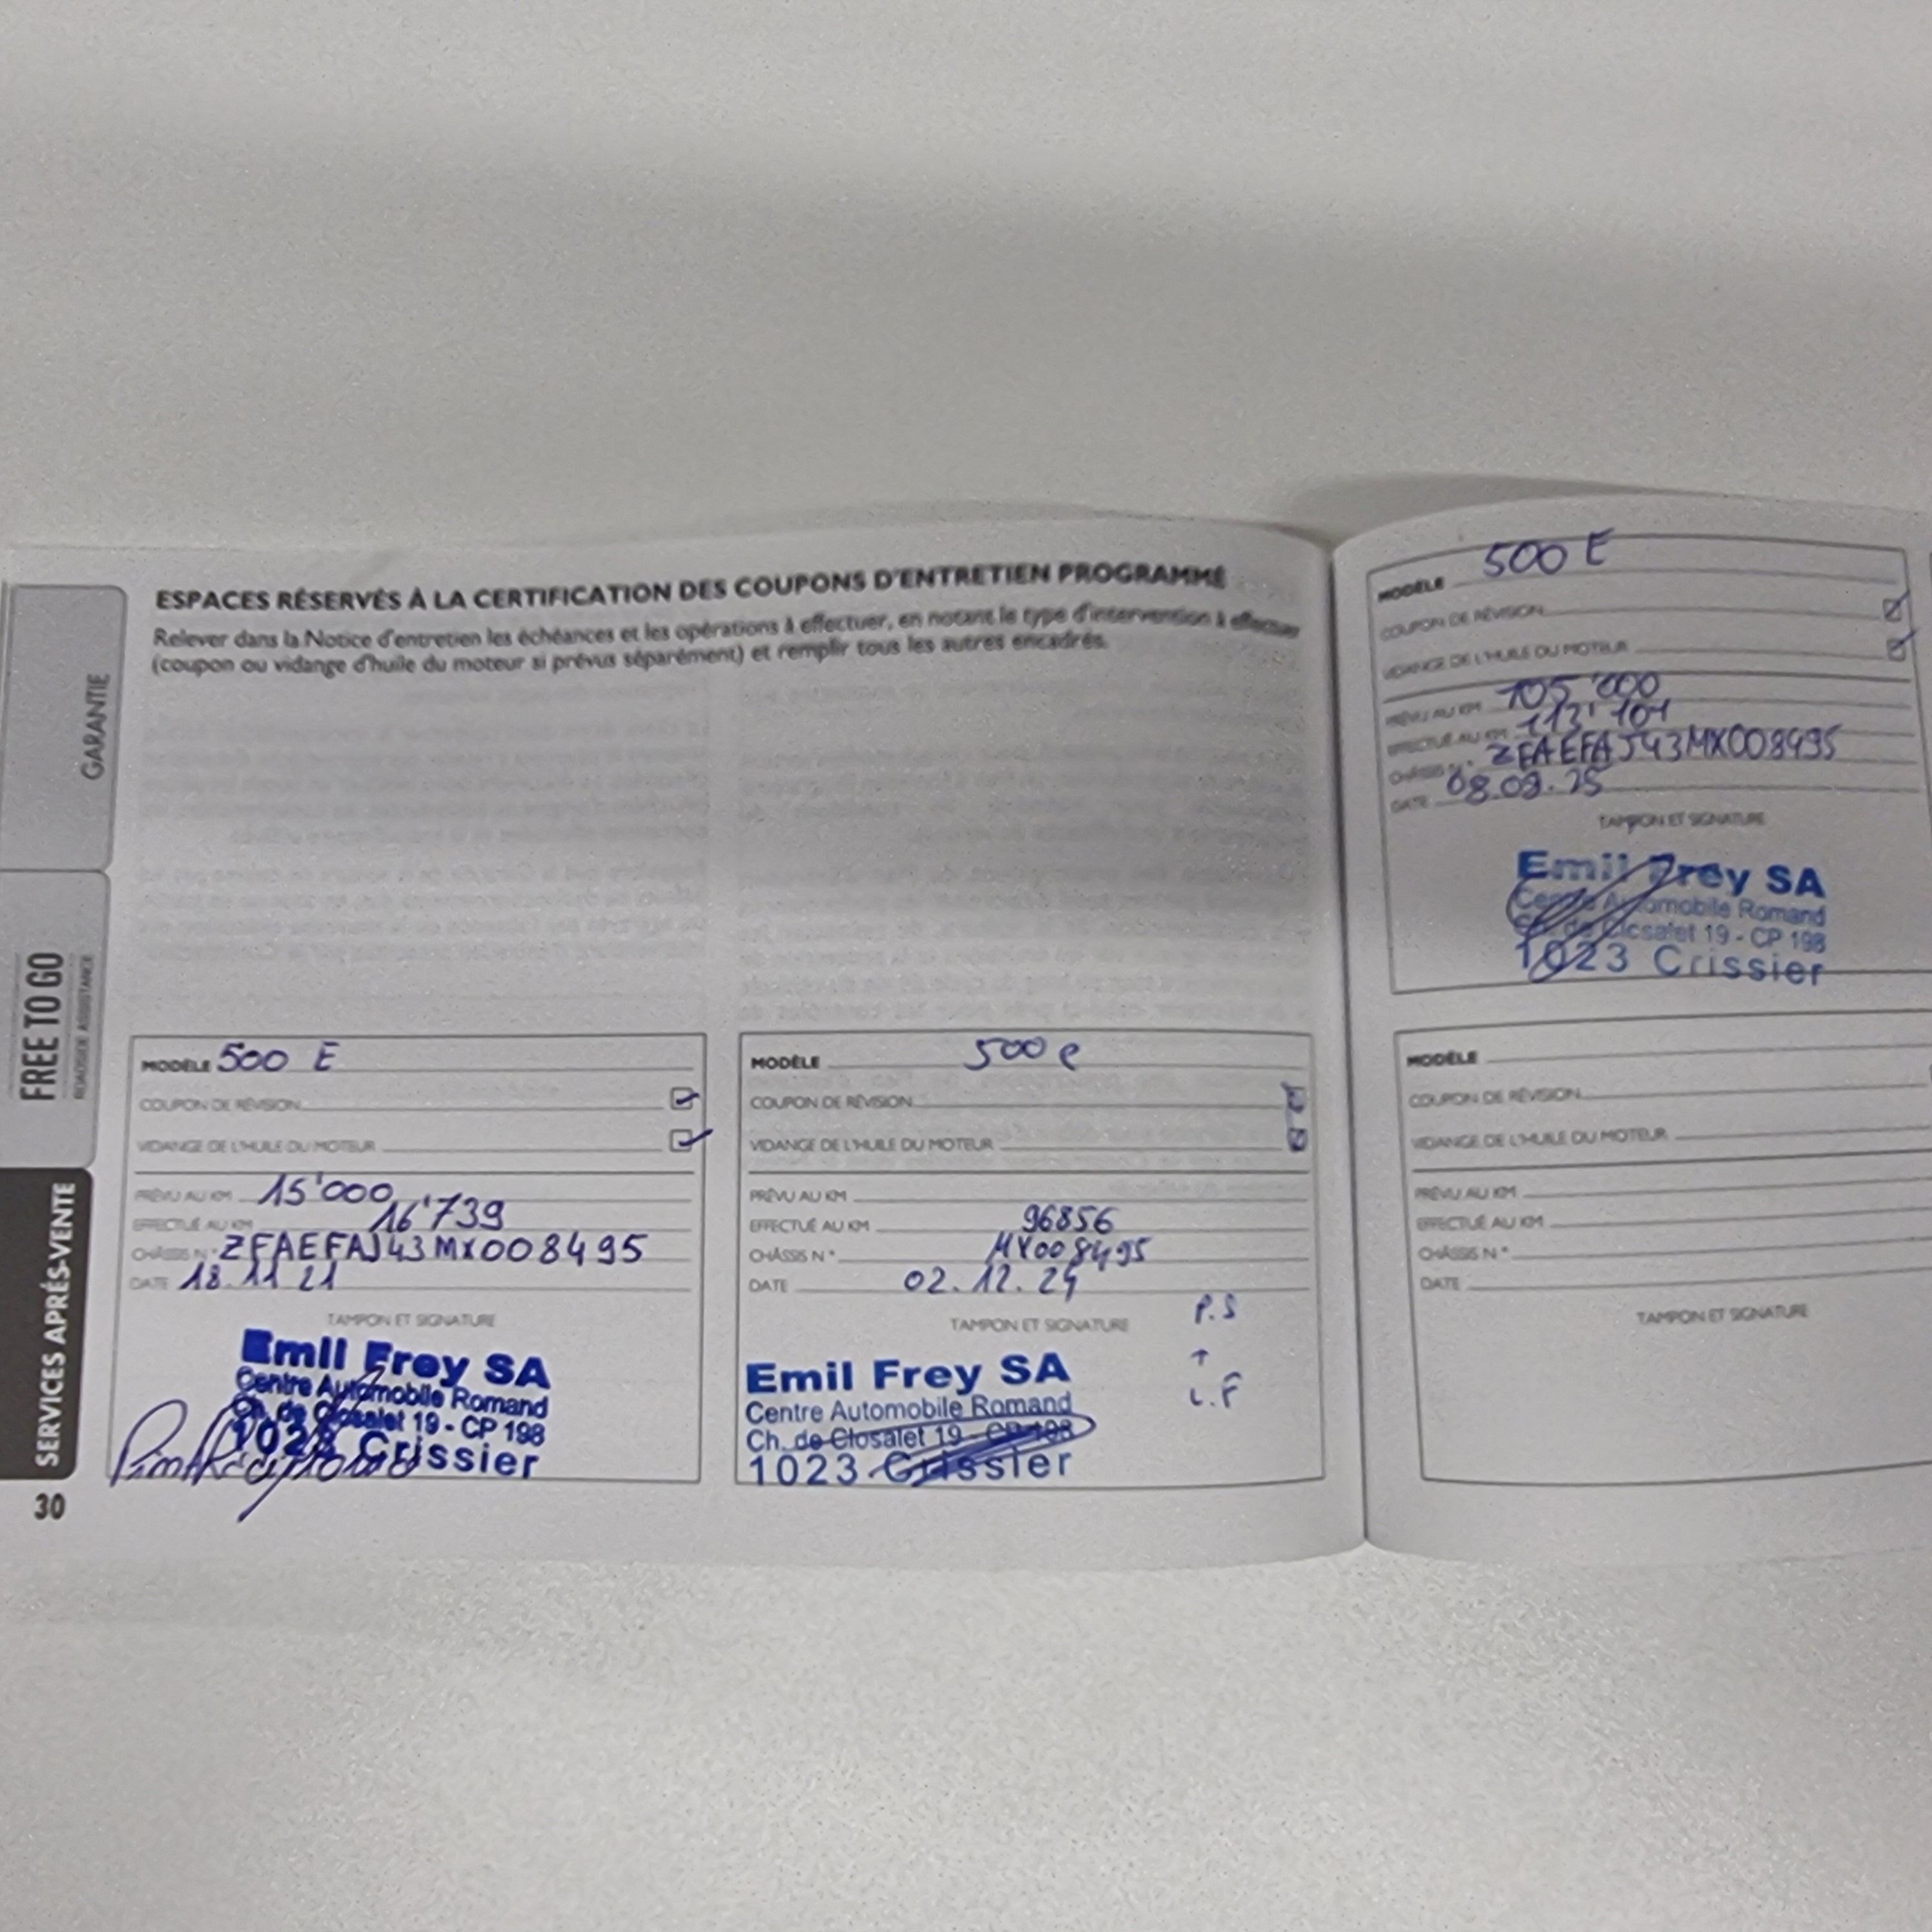 GARANTIE
FREE TO GO
ROADSIDE ASSISTANCE
SERVICES APRÈS-VENTE
30
ESPACES RÉSERVÉS À LA CERTIFICATION DES COUPONS D'ENTRETIEN PROGRAMMÉ
Relever dans la Notice d'entretien les échéances et les opérations à effectuer, en notant le type d'intervention à effectuer
(coupon ou vidange d'huile du moteur si prévus séparément) et remplir tous les autres encadrés.
MODÈLE 500 E
COUPON DE RÉVISION
VIDANGE DE L'HUILE DU MOTEUR
PRÉVU AU KM 15'000
EFFECTUÉ AU KM 16'739
CHÂSSIS N° ZFAEFAJ43MX008495
DATE 18.11 21
TAMPON ET SIGNATURE
Emil Frey SA
Centre Automobile Romand
Ch. de Closalet 19 - CP 198
1023 Crissier
MODÈLE 500 e
COUPON DE RÉVISION
VIDANGE DE L'HUILE DU MOTEUR
PRÉVU AU KM
EFFECTUÉ AU KM 96856
CHÂSSIS N° MX008495
DATE 02.12.24
TAMPON ET SIGNATURE
P.S
↑
L.F
Emil Frey SA
Centre Automobile Romand
Ch. de Closalet 19 - CP 198
1023 Crissier
MODÈLE 500 E
COUPON DE RÉVISION
VIDANGE DE L'HUILE DU MOTEUR
PRÉVU AU KM 105'000
EFFECTUÉ AU KM 113'101
CHÂSSIS N° ZFAEFAJ43MX008495
DATE 08.09.25
TAMPON ET SIGNATURE
Emil Frey SA
Centre Automobile Romand
Ch. de Closalet 19 - CP 198
1023 Crissier
MODÈLE
COUPON DE RÉVISION
VIDANGE DE L'HUILE DU MOTEUR
PRÉVU AU KM
EFFECTUÉ AU KM
CHÂSSIS N°
DATE
TAMPON ET SIGNATURE